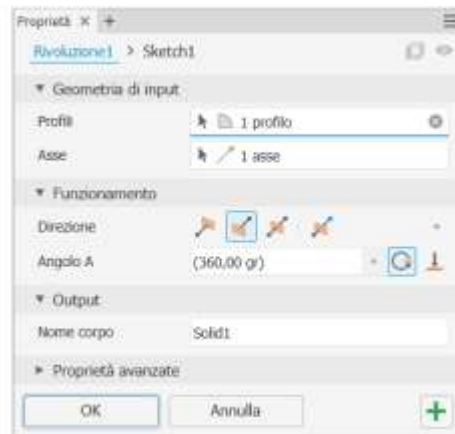 Proprietà × +
Rivoluzione1 > Sketch1
Geometria di input
Profili 1 profilo
Asse 1 asse
Funzionamento
Direzione
Angolo A (360,00 gr)
Output
Nome corpo Solid1
Proprietà avanzate
OK Annulla